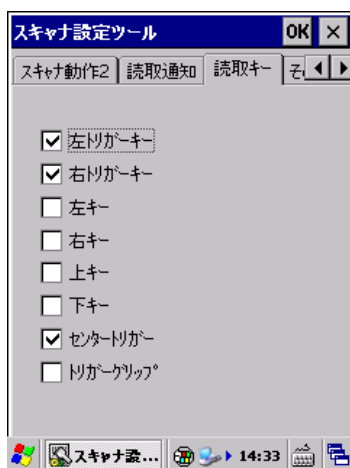 スキャナ設定ツール OK ×
スキャナ動作2 読取通知 読取キー
左トリガーキー
右トリガーキー
左キー
右キー
上キー
下キー
センタートリガー
トリガーグリップ
スキャナ設... 14:33